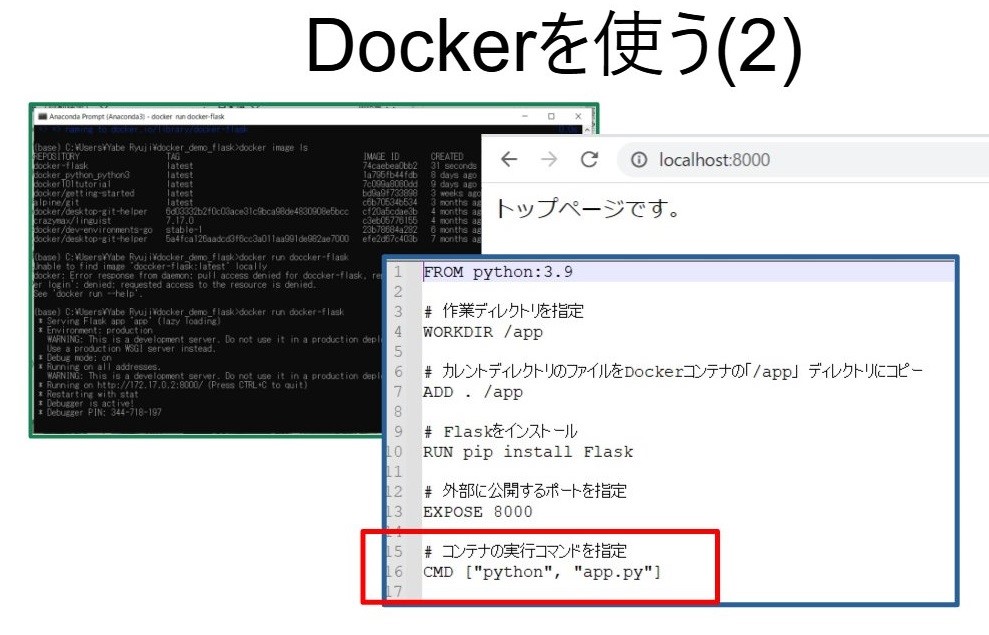 Dockerを使う(2)
Anaconda Prompt (Anaconda3) - docker run docker-flask
=> => naming to docker.io/library/docker-flask
(base) C:¥Users¥Yabe Ryuji¥docker_demo_flask>docker image ls
REPOSITORY TAG IMAGE ID CREATED
docker-flask latest 74caebea0bb2 31 seconds
docker_python_python3 latest 1a795fb44fdb 8 days ago
docker101tutorial latest 7c099a8080dd 9 days ago
docker/getting-started latest bd9a9f733898 3 weeks ago
alpine/git latest c6b70534b534 3 months ago
docker/desktop-git-helper 6d03332b2f0c03ace31c9bca98de4830908e5bcc cf20a5cdae3b 4 months ag
crazymax/linguist 7.17.0 c3eb05776155 4 months ag
docker/dev-environments-go stable-1 23b78684a282 6 months ag
docker/desktop-git-helper 5a4fca126aadcd3f6cc3a011aa991de982ae7000 efe2d67c403b 7 months ag
(base) C:¥Users¥Yabe Ryuji¥docker_demo_flask>docker run doccker-flask
Unable to find image 'doccker-flask:latest' locally
docker: Error response from daemon: pull access denied for doccker-flask, re
er login': denied: requested access to the resource is denied.
See 'docker run --help'.
(base) C:¥Users¥Yabe Ryuji¥docker_demo_flask>docker run docker-flask
* Serving Flask app 'app' (lazy loading)
* Environment: production
WARNING: This is a development server. Do not use it in a production depl
Use a production WSGI server instead.
* Debug mode: on
* Running on all addresses.
WARNING: This is a development server. Do not use it in a production depl
* Running on http://172.17.0.2:8000/ (Press CTRL+C to quit)
* Restarting with stat
* Debugger is active!
* Debugger PIN: 344-718-197
localhost:8000
トップページです。
1 FROM python:3.9
2
3 # 作業ディレクトリを指定
4 WORKDIR /app
5
6 # カレントディレクトリのファイルをDockerコンテナの「/app」ディレクトリにコピー
7 ADD . /app
8
9 # Flaskをインストール
10 RUN pip install Flask
11
12 # 外部に公開するポートを指定
13 EXPOSE 8000
14
15 # コンテナの実行コマンドを指定
16 CMD ["python", "app.py"]
17